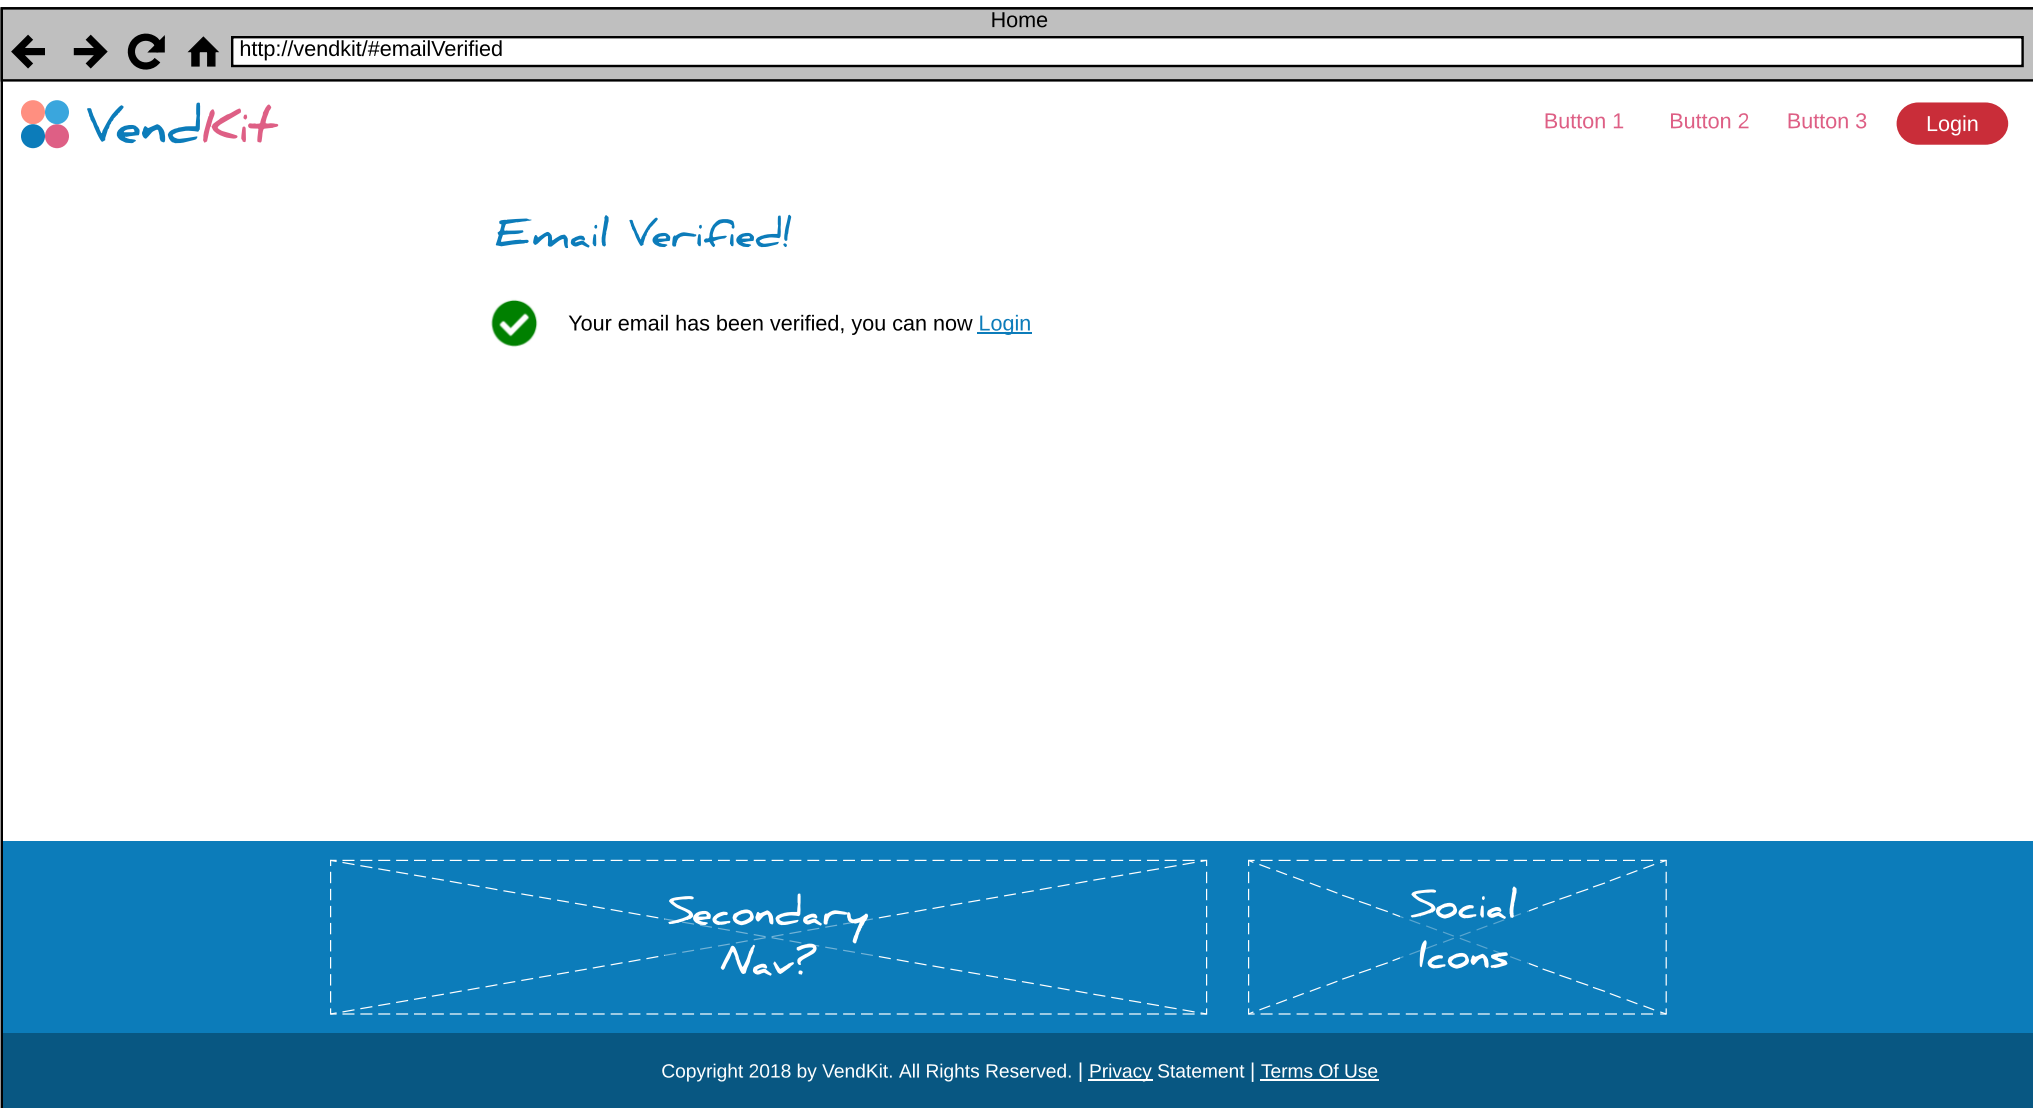 Home
http://vendkit/#emailVerified
VendKit
Button 1 Button 2 Button 3 Login
Email Verified!
Your email has been verified, you can now Login
Secondary
Nav?
Social
Icons
Copyright 2018 by VendKit. All Rights Reserved. | Privacy Statement | Terms Of Use